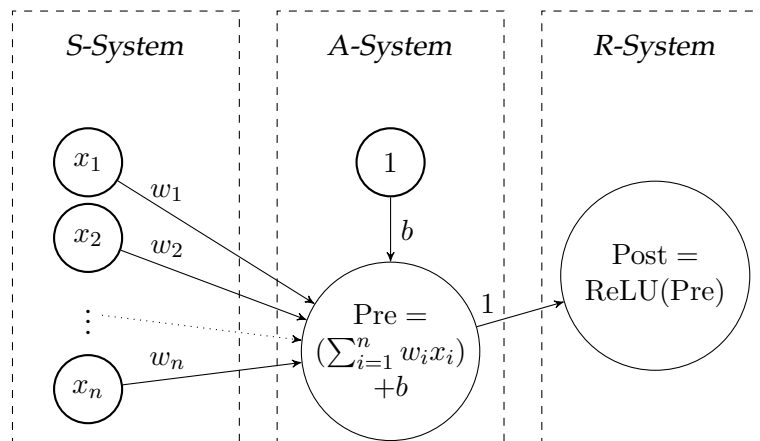 S-System
A-System
R-System
x₁
1
w₁
x₂
w₂
b
Post =
ReLU(Pre)
1
⋮
Pre =
(∑ⁿᵢ₌₁ wᵢxᵢ)
+b
wₙ
xₙ